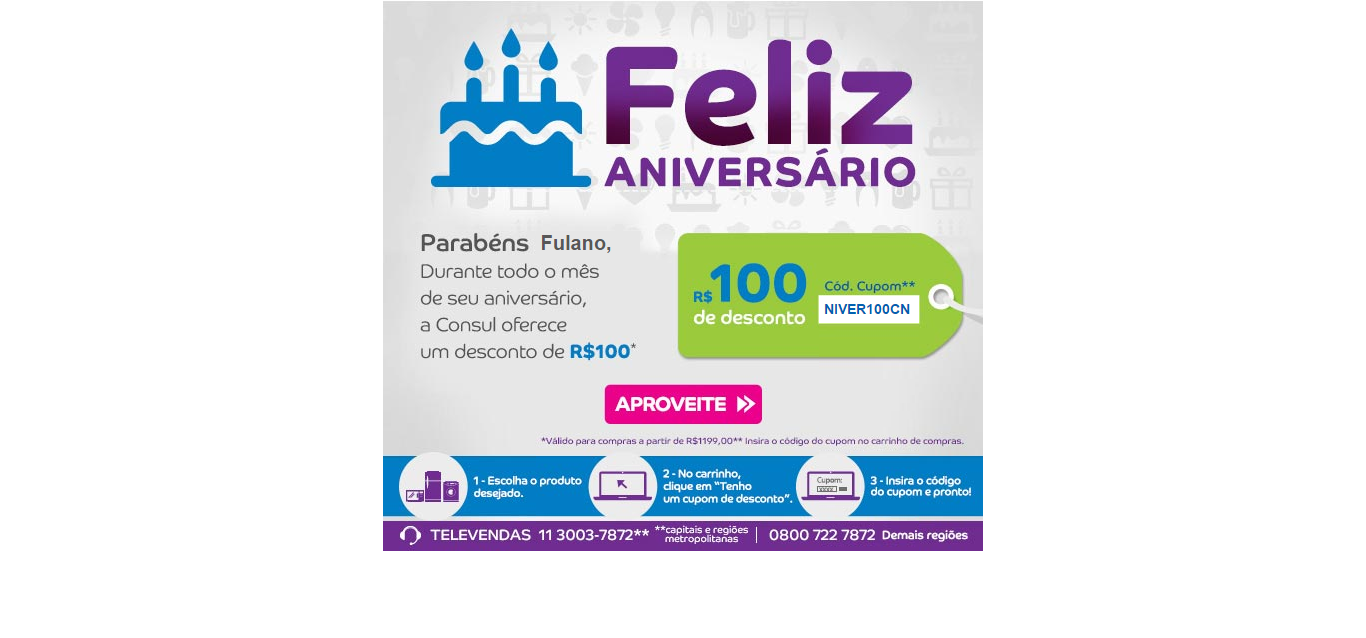 Feliz
ANIVERSÁRIO
Parabéns Fulano,
Durante todo o mês
de seu aniversário,
a Consul oferece
um desconto de R$100*
R$100
de desconto
Cód. Cupom**
NIVER100CN
APROVEITE
*Válido para compras a partir de R$1199,00** Insira o código do cupom no carrinho de compras.
1 - Escolha o produto
desejado.
2 - No carrinho,
clique em “Tenho
um cupom de desconto”.
Cupom:
3 - Insira o código
do cupom e pronto!
TELEVENDAS 11 3003-7872** **capitais e regiões
metropolitanas
0800 722 7872 Demais regiões